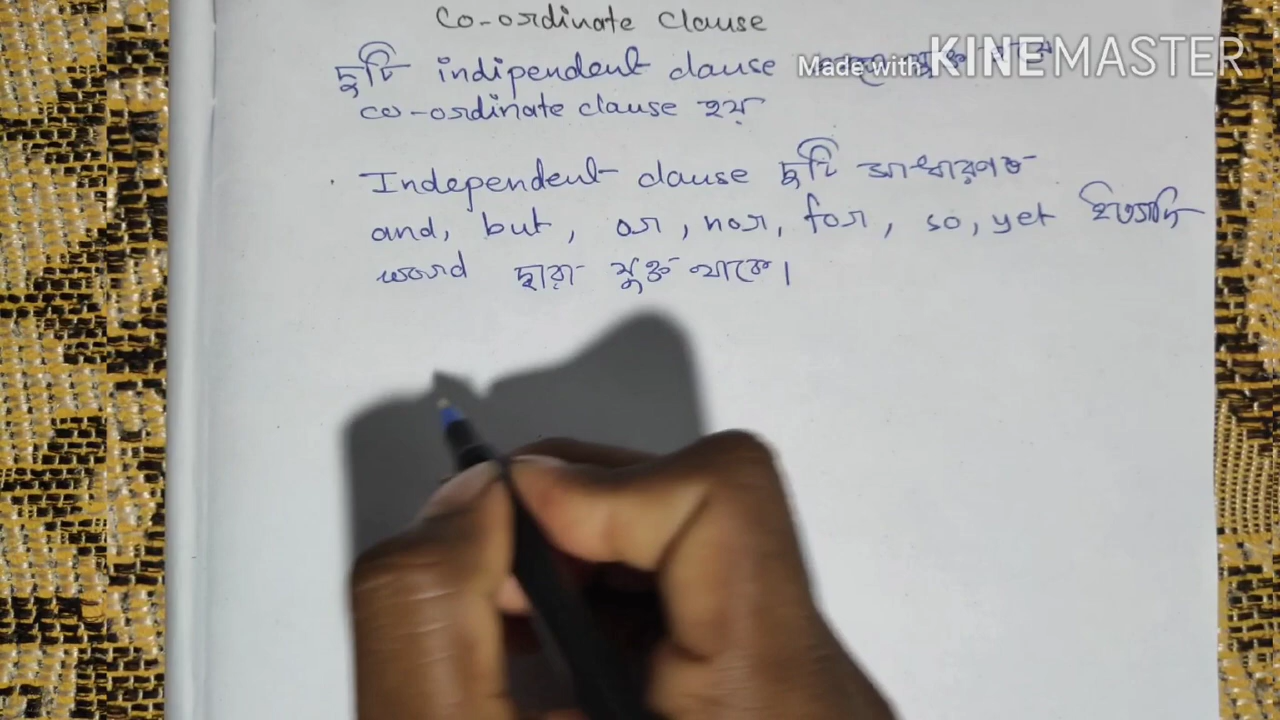 Co-ordinate Clause
দুটি indipendent clause
Made with KINEMASTER
co-ordinate clause হয়
Independent clause দুটি সাধারণত
and, but, or, nor, for, so, yet ইত্যাদি
word দ্বারা যুক্ত থাকে।